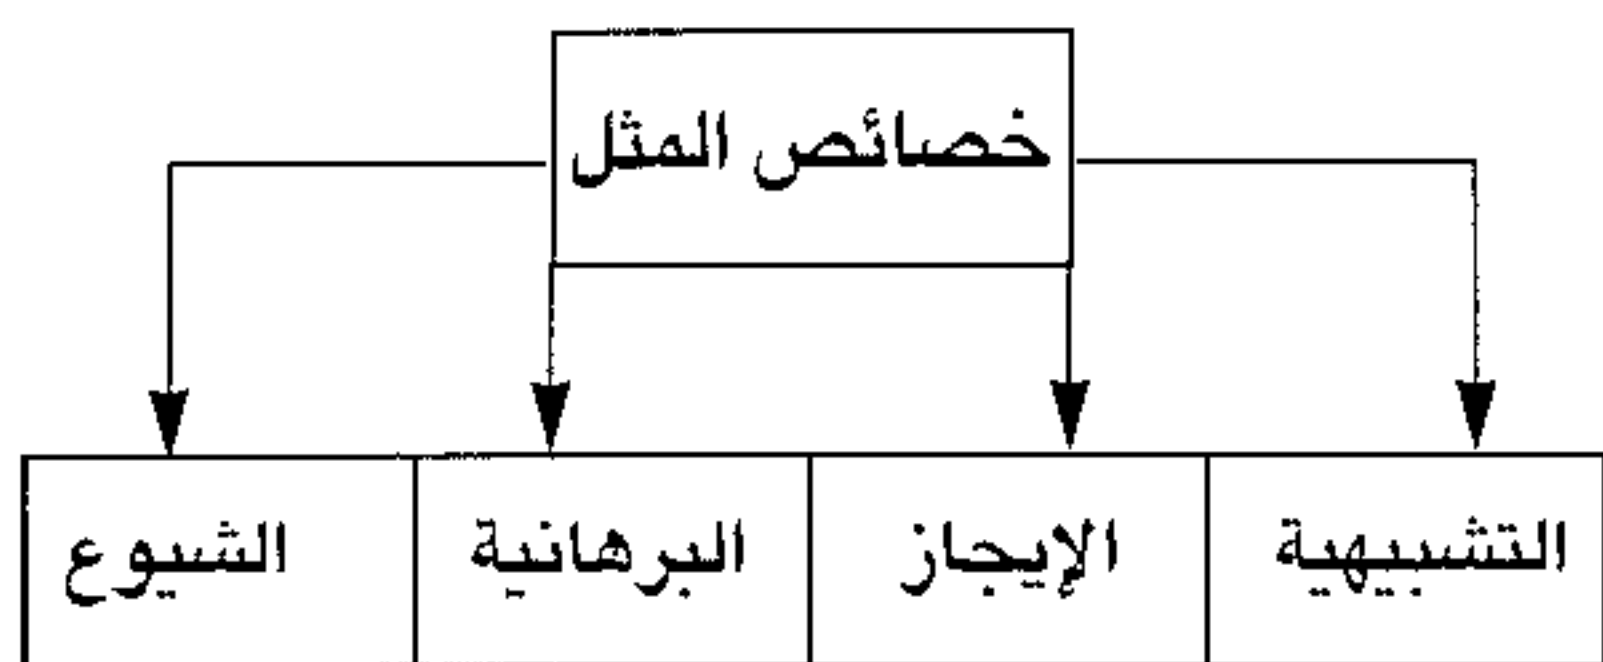 خصائص المثل
التشبيهية
الإيجاز
البرهانية
الشيوع